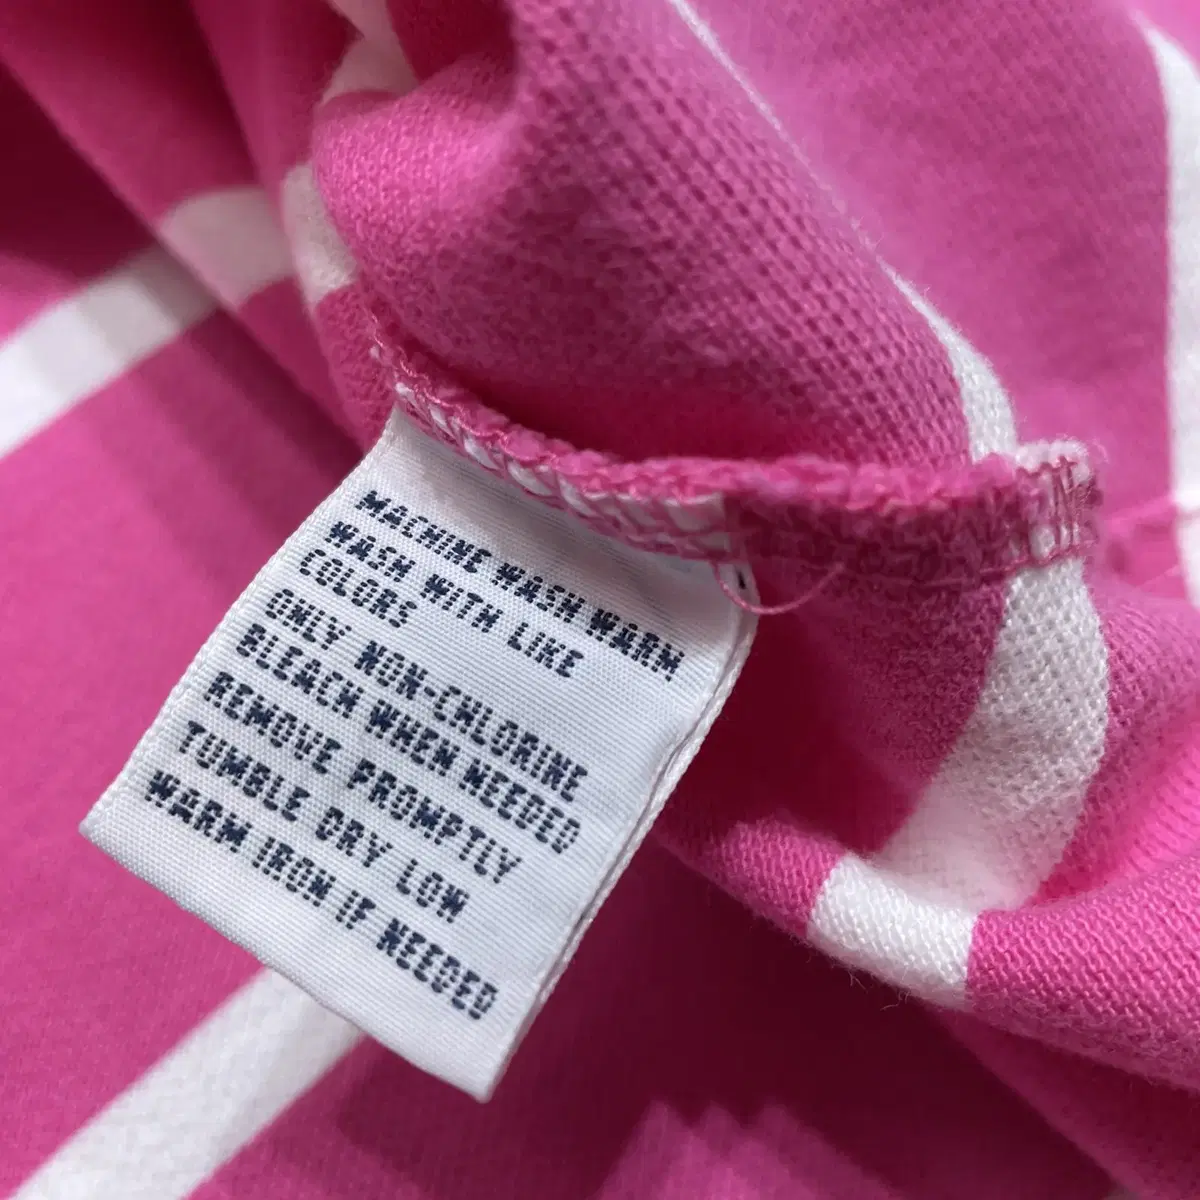 MACHINE WASH WARM
WASH WITH LIKE
COLORS
ONLY NON-CHLORINE
BLEACH WHEN NEEDED
REMOVE PROMPTLY
TUMBLE DRY LOW
WARM IRON IF NEEDED